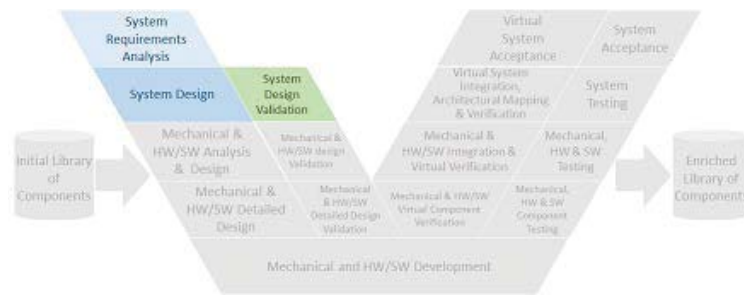 System
Requirements
Analysis
Virtual
System
Acceptance
System
Acceptance
System Design
System
Design
Validation
Virtual System
Integration,
Architectural Mapping
& Verification
System
Testing
Initial Library
of
Components
Mechanical &
HW/SW Analysis
& Design
Mechanical &
HW/SW design
Validation
Mechanical &
HW/SW Integration &
Virtual Verification
Mechanical,
HW & SW
Testing
Enriched
Library of
Components
Mechanical &
HW/SW Detailed
Design
Mechanical
& HW/SW
Detailed Design
Validation
Mechanical & HW/SW
Virtual Component
Verification
Mechanical,
HW & SW
Component
Testing
Mechanical and HW/SW Development